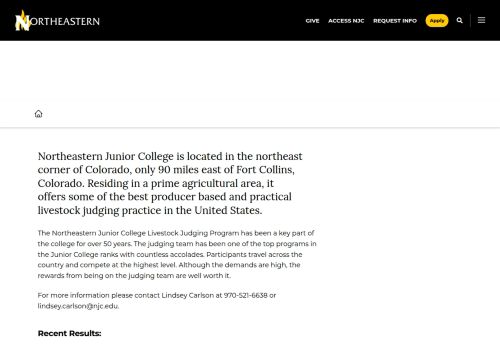 NORTHEASTERN
GIVE ACCESS NJC REQUEST INFO Apply
Northeastern Junior College is located in the northeast
corner of Colorado, only 90 miles east of Fort Collins,
Colorado. Residing in a prime agricultural area, it
offers some of the best producer based and practical
livestock judging practice in the United States.
The Northeastern Junior College Livestock Judging Program has been a key part of
the college for over 50 years. The judging team has been one of the top programs in
the Junior College ranks with countless accolades. Participants travel across the
country and compete at the highest level. Although the demands are high, the
rewards from being on the judging team are well worth it.
For more information please contact Lindsey Carlson at 970-521-6638 or
lindsey.carlson@njc.edu.
Recent Results: